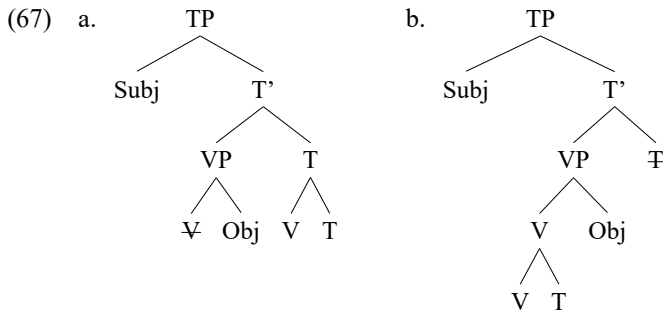 (67) a. TP b. TP
Subj T’ Subj T’
VP T VP T
V Obj V T V Obj
V T